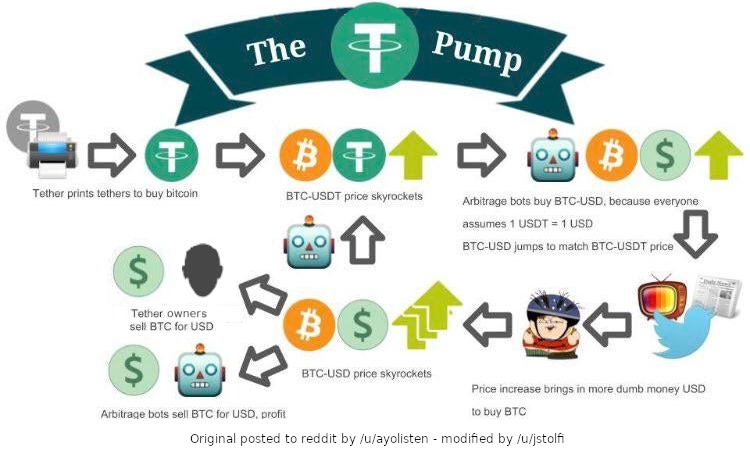 The T Pump
Tether prints tethers to buy bitcoin
BTC-USDT price skyrockets
Arbitrage bots buy BTC-USD, because everyone
assumes 1 USDT = 1 USD
BTC-USD jumps to match BTC-USDT price
Price increase brings in more dumb money USD
to buy BTC
BTC-USD price skyrockets
Tether owners
sell BTC for USD
Arbitrage bots sell BTC for USD, profit
Original posted to reddit by /u/ayolisten - modified by /u/jstolfi